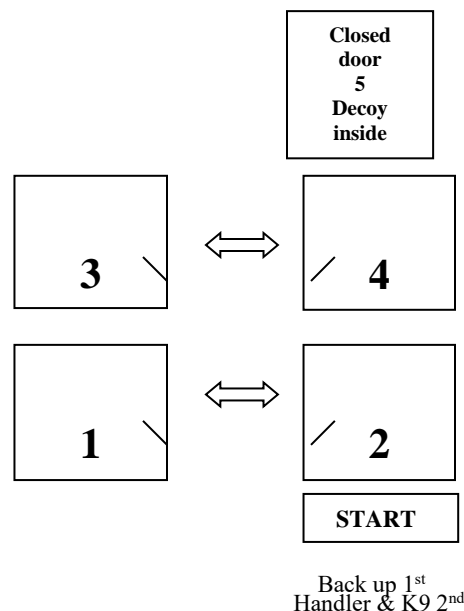 Closed
door
5
Decoy
inside
3
4
1
2
START
Back up 1st
Handler & K9 2nd